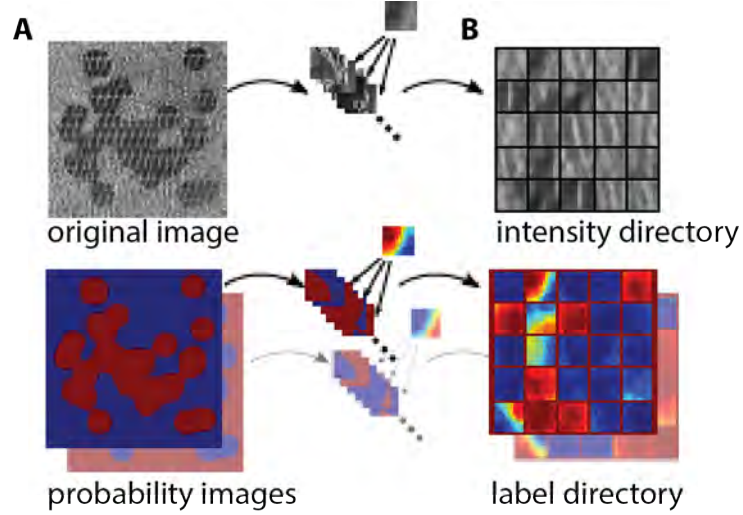 A
B
original image
intensity directory
probability images
label directory